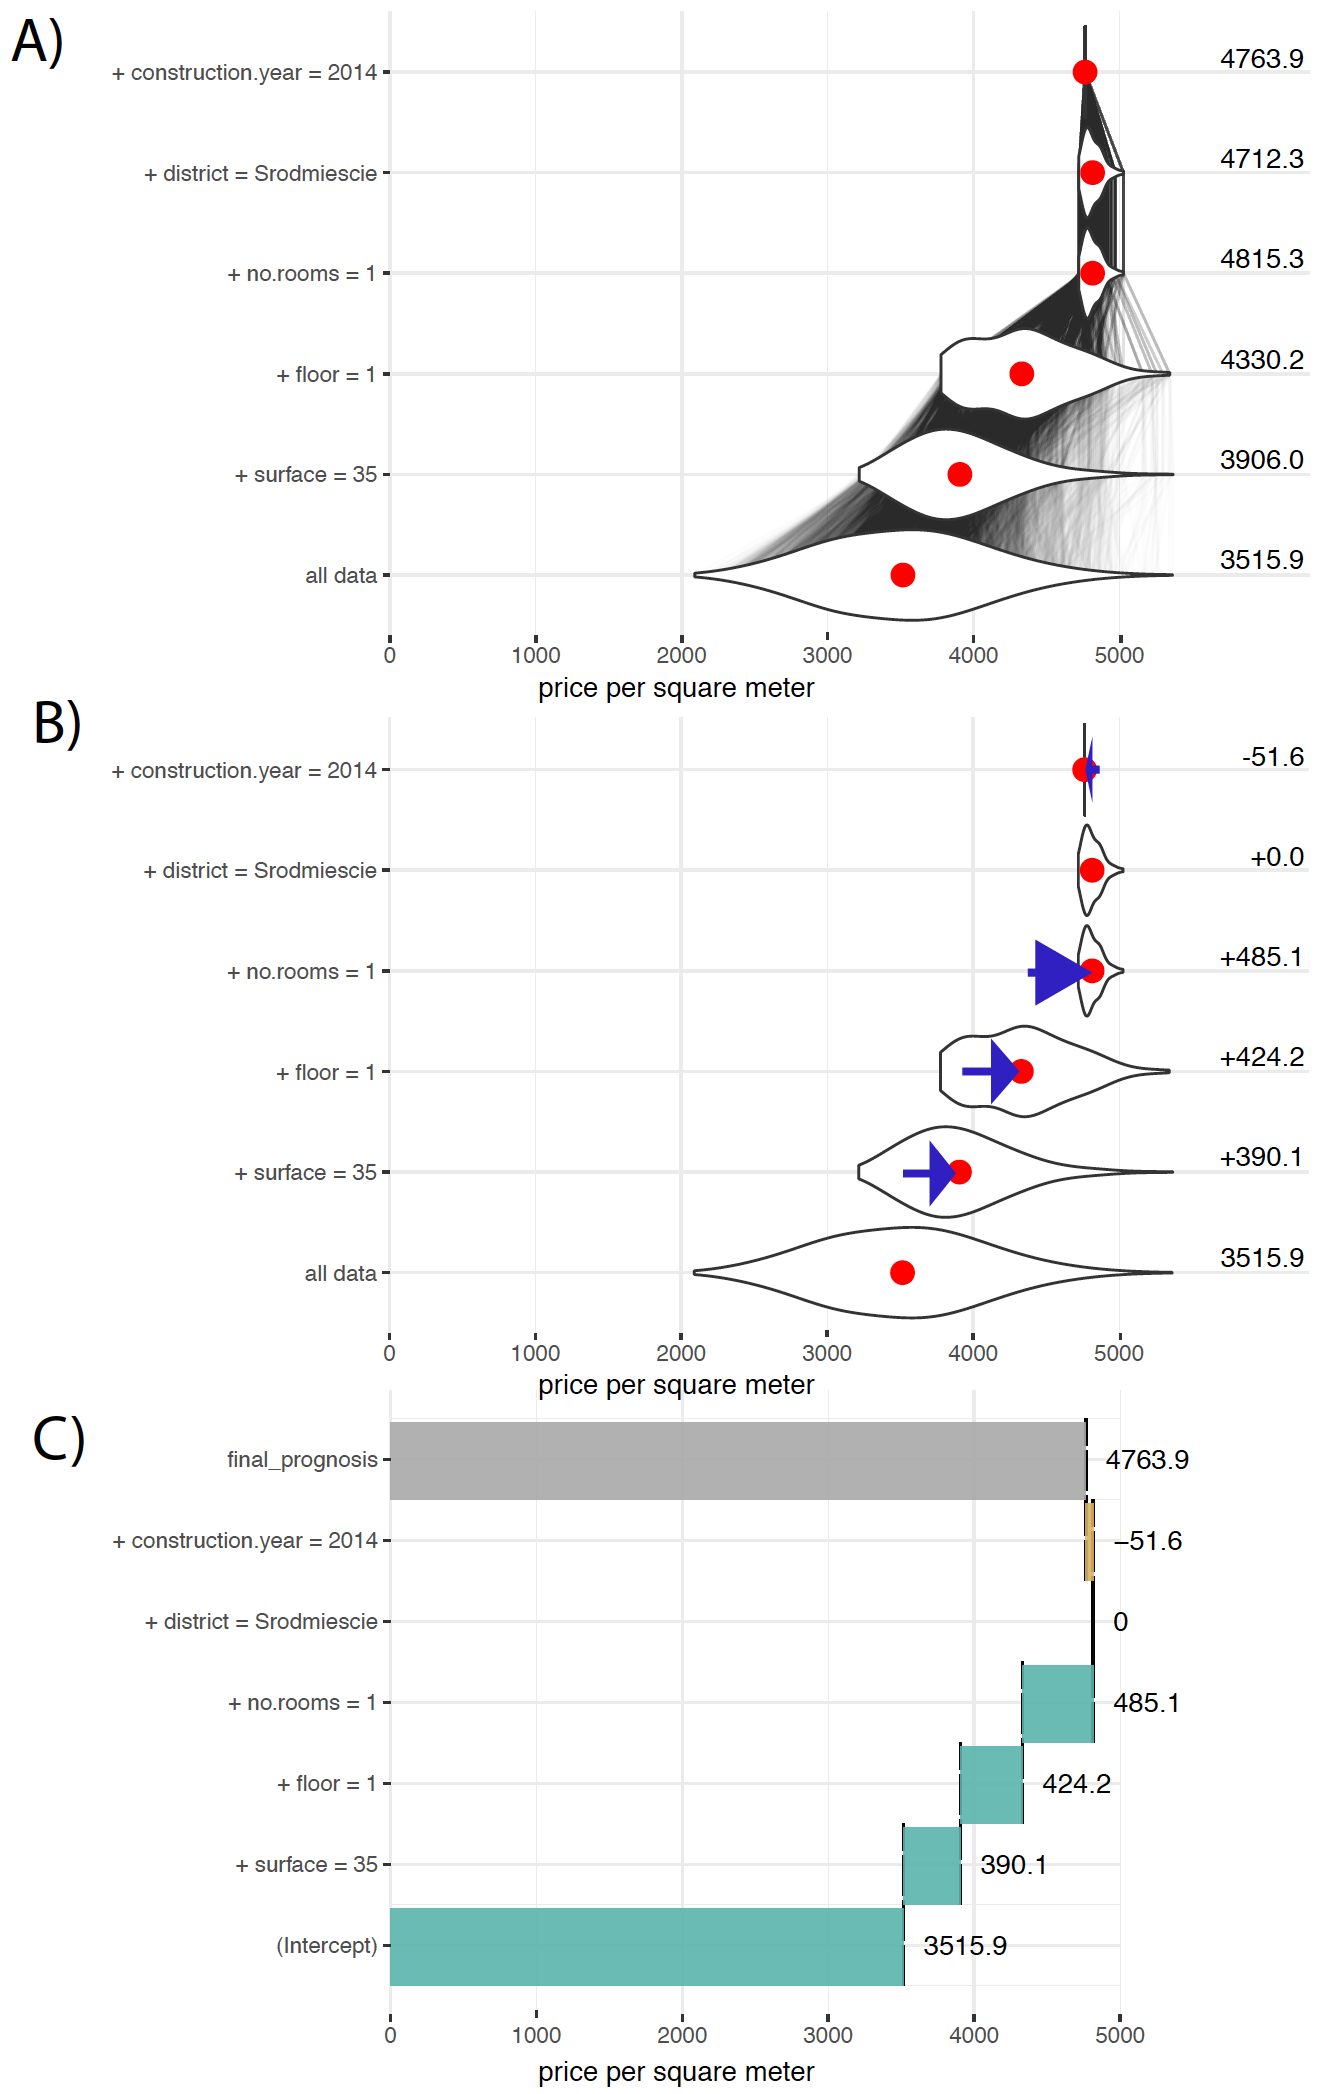 A)
+ construction.year = 2014
4763.9
+ district = Srodmiescie
4712.3
+ no.rooms = 1
4815.3
+ floor = 1
4330.2
+ surface = 35
3906.0
all data
3515.9
0 1000 2000 3000 4000 5000
price per square meter
B)
+ construction.year = 2014
-51.6
+ district = Srodmiescie
+0.0
+ no.rooms = 1
+485.1
+ floor = 1
+424.2
+ surface = 35
+390.1
all data
3515.9
0 1000 2000 3000 4000 5000
price per square meter
C)
final_prognosis
4763.9
+ construction.year = 2014
−51.6
+ district = Srodmiescie
0
+ no.rooms = 1
485.1
+ floor = 1
424.2
+ surface = 35
390.1
(Intercept)
3515.9
0 1000 2000 3000 4000 5000
price per square meter